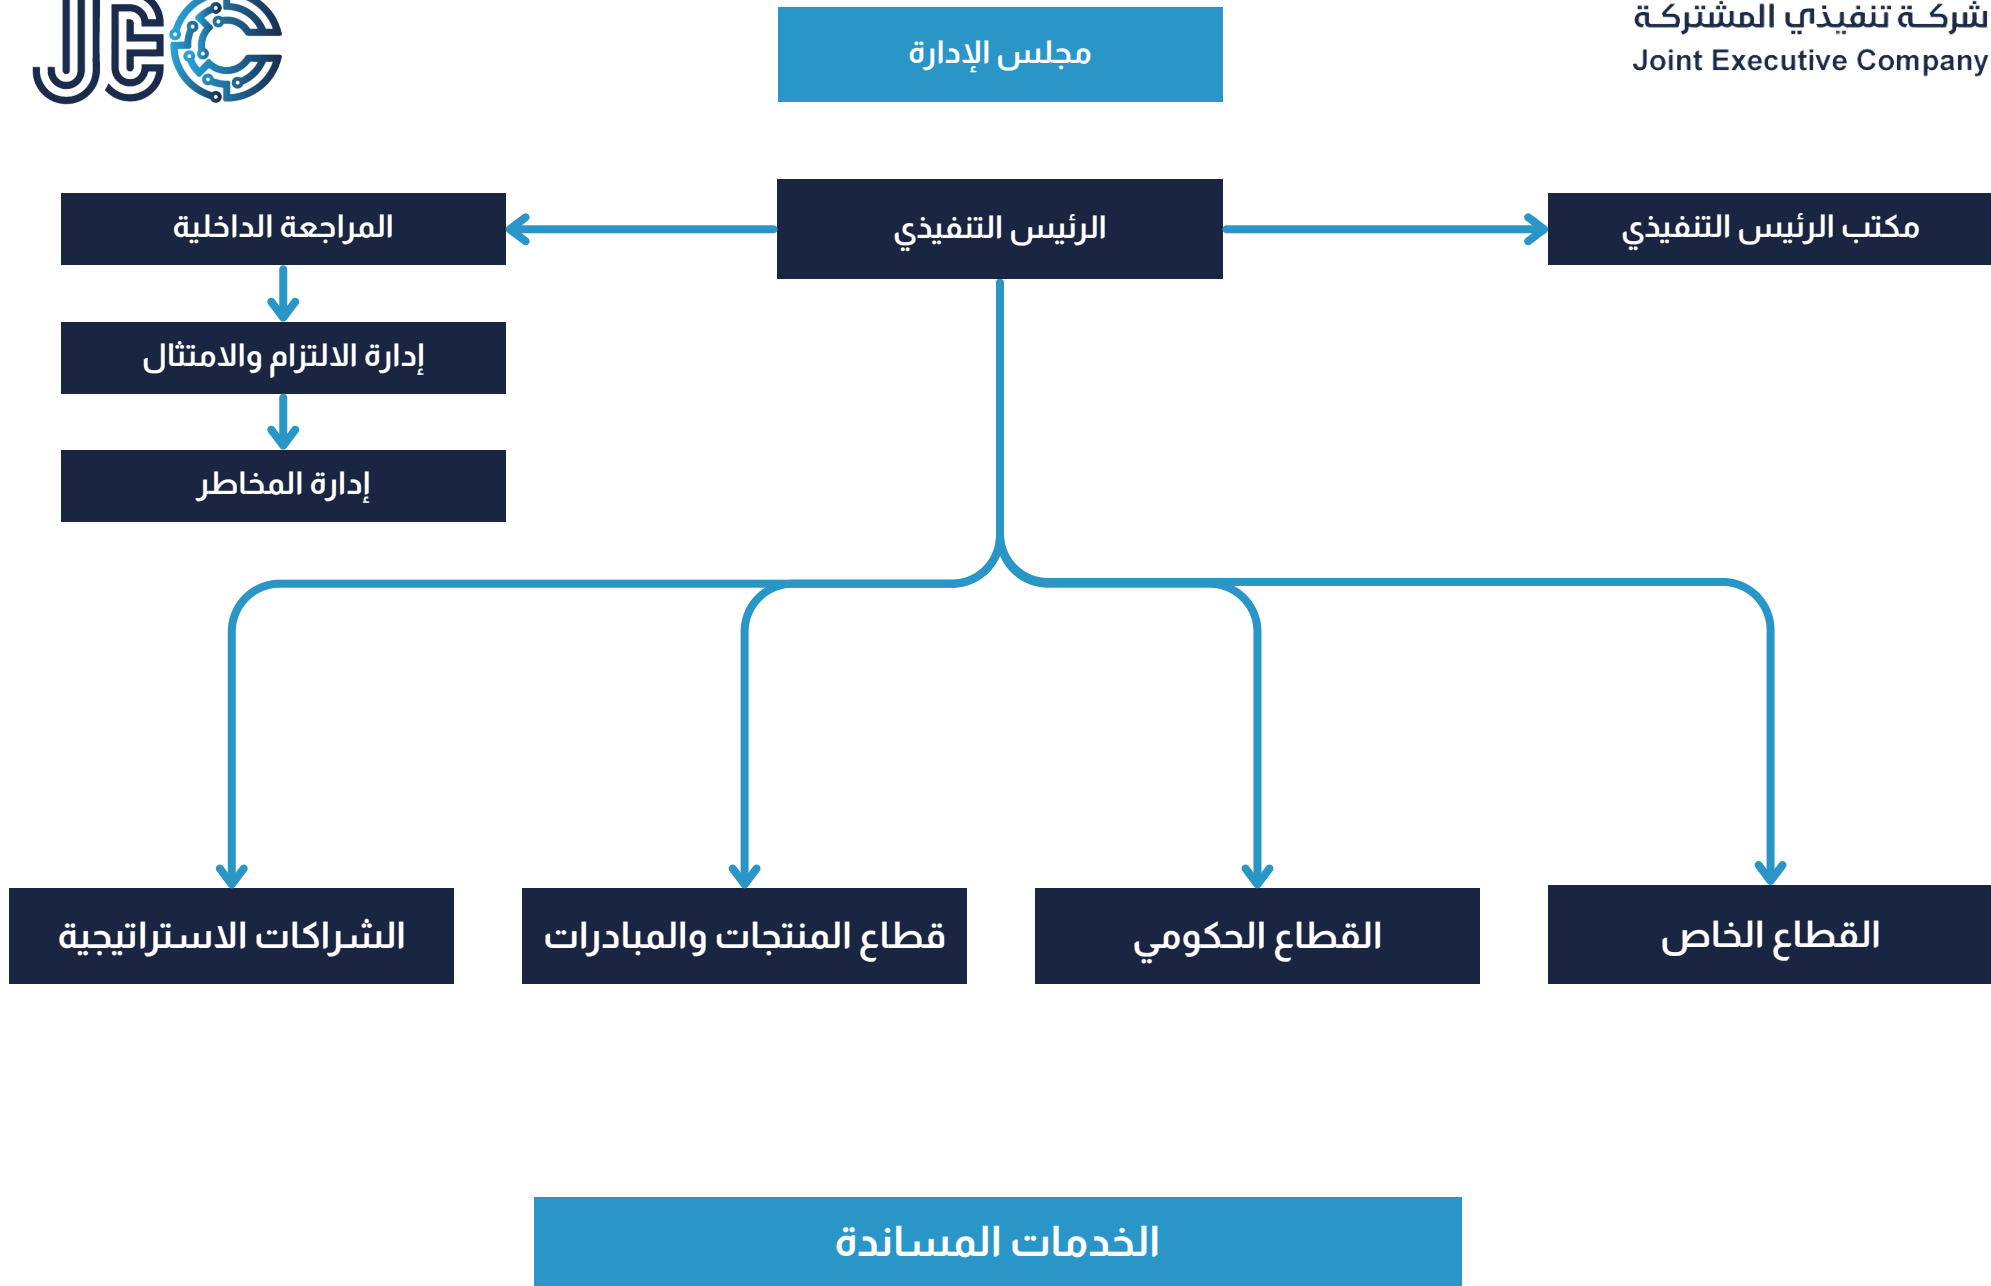 شركة تنفيذي المشتركة
Joint Executive Company
JEC
مجلس الإدارة
مكتب الرئيس التنفيذي
الرئيس التنفيذي
المراجعة الداخلية
إدارة الالتزام والامتثال
إدارة المخاطر
القطاع الخاص
القطاع الحكومي
قطاع المنتجات والمبادرات
الشراكات الاستراتيجية
الخدمات المساندة